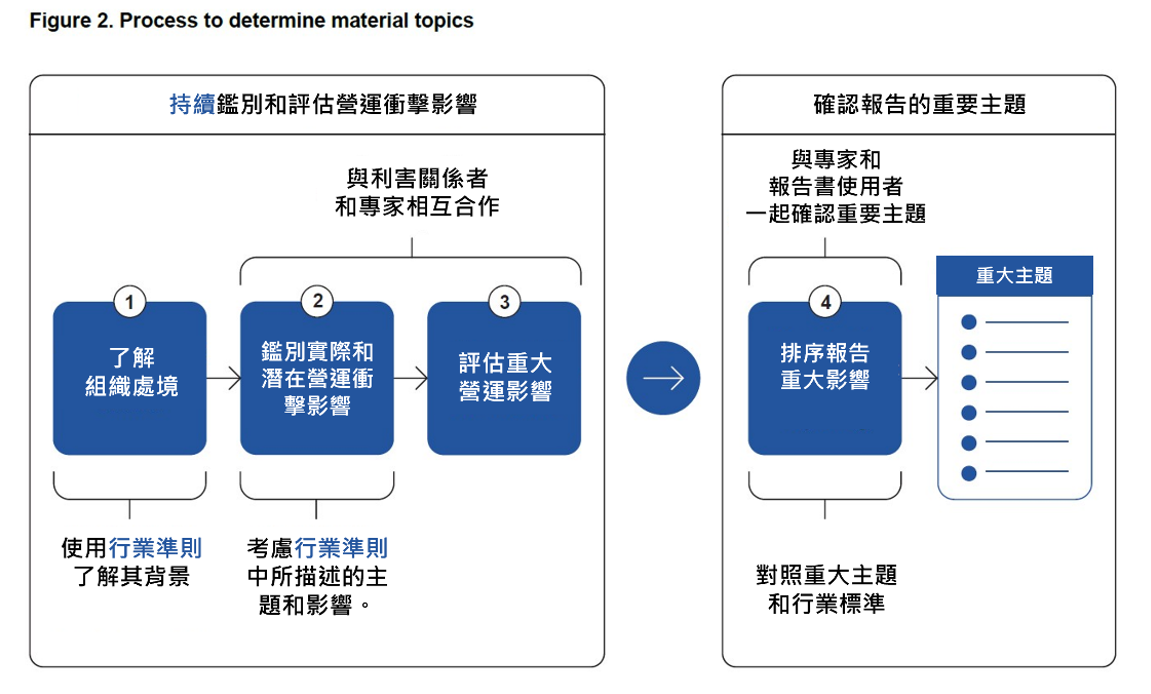 Figure 2. Process to determine material topics
持續鑑別和評估營運衝擊影響
與利害關係者
和專家相互合作
1
了解
組織處境
2
鑑別實際和
潛在營運衝
擊影響
3
評估重大
營運影響
使用行業準則
了解其背景
考慮行業準則
中所描述的主
題和影響。
確認報告的重要主題
與專家和
報告書使用者
一起確認重要主題
4
排序報告
重大影響
重大主題
對照重大主題
和行業標準